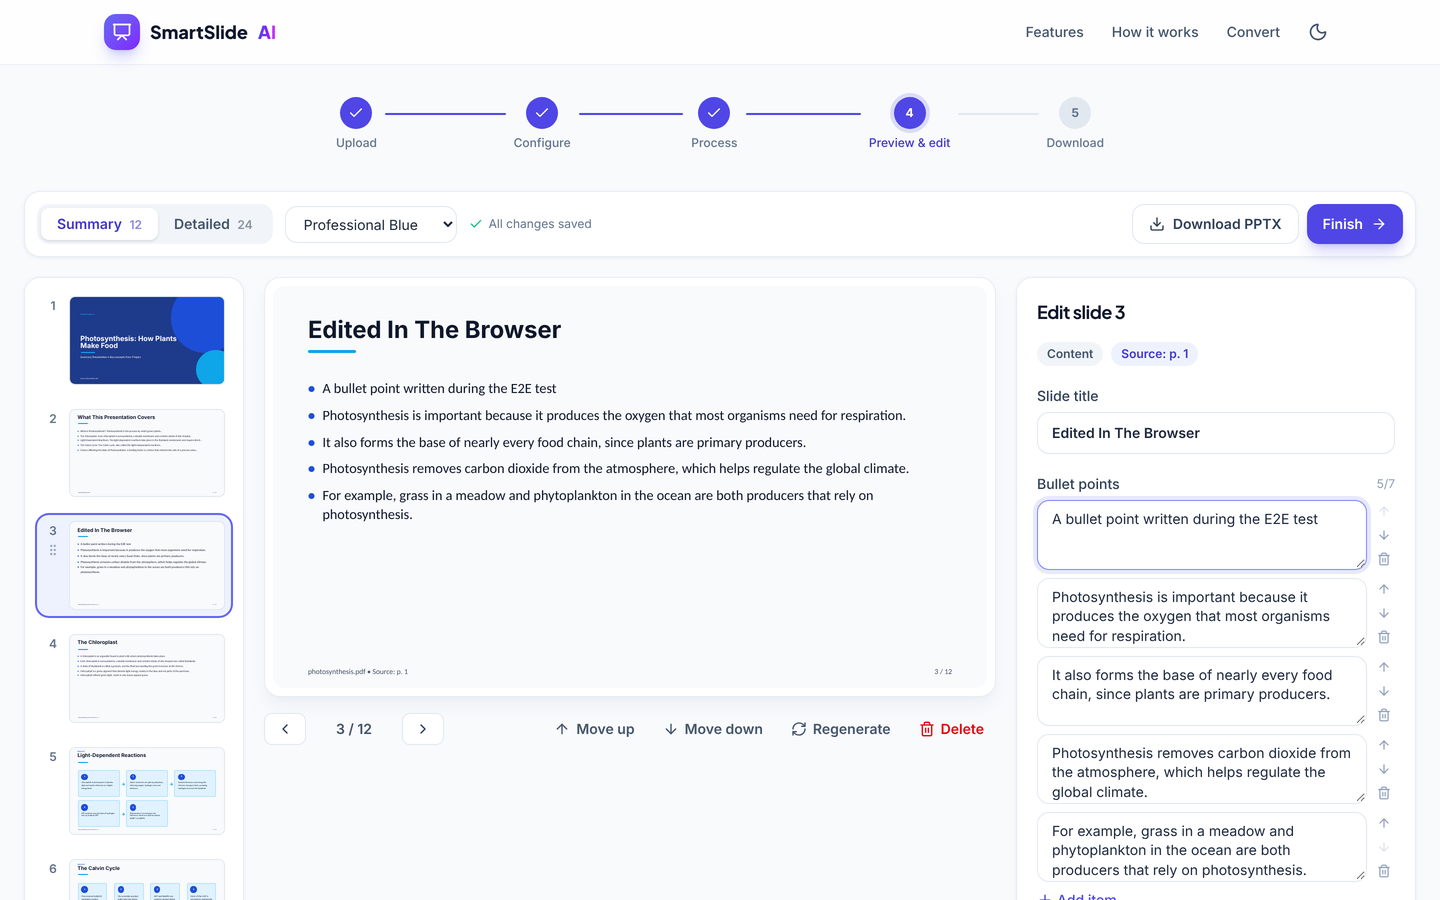 SmartSlide AI
Features
How it works
Convert
Upload
Configure
Process
4
Preview & edit
5
Download
Summary 12
Detailed 24
Professional Blue
All changes saved
Download PPTX
Finish
1
Photosynthesis: How Plants
Make Food
2
What This Presentation Covers
3
Edited In The Browser
4
The Chloroplast
5
Light-Dependent Reactions
6
The Calvin Cycle
Edited In The Browser
A bullet point written during the E2E test
Photosynthesis is important because it produces the oxygen that most organisms need for respiration.
It also forms the base of nearly every food chain, since plants are primary producers.
Photosynthesis removes carbon dioxide from the atmosphere, which helps regulate the global climate.
For example, grass in a meadow and phytoplankton in the ocean are both producers that rely on
photosynthesis.
photosynthesis.pdf • Source: p. 1
3 / 12
3 / 12
Move up
Move down
Regenerate
Delete
Edit slide 3
Content
Source: p. 1
Slide title
Edited In The Browser
Bullet points
5/7
A bullet point written during the E2E test
Photosynthesis is important because it
produces the oxygen that most organisms
need for respiration.
It also forms the base of nearly every food
chain, since plants are primary producers.
Photosynthesis removes carbon dioxide from
the atmosphere, which helps regulate the
global climate.
For example, grass in a meadow and
phytoplankton in the ocean are both
producers that rely on photosynthesis.
Add item